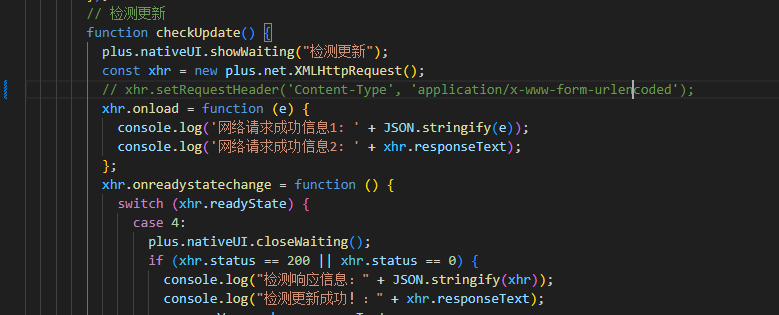 // 检测更新
function checkUpdate() {
plus.nativeUI.showWaiting("检测更新");
const xhr = new plus.net.XMLHttpRequest();
// xhr.setRequestHeader('Content-Type', 'application/x-www-form-urlencoded');
xhr.onload = function (e) {
console.log('网络请求成功信息1: ' + JSON.stringify(e));
console.log('网络请求成功信息2: ' + xhr.responseText);
};
xhr.onreadystatechange = function () {
switch (xhr.readyState) {
case 4:
plus.nativeUI.closeWaiting();
if (xhr.status == 200 || xhr.status == 0) {
console.log("检测响应信息：" + JSON.stringify(xhr));
console.log("检测更新成功！：" + xhr.responseText);